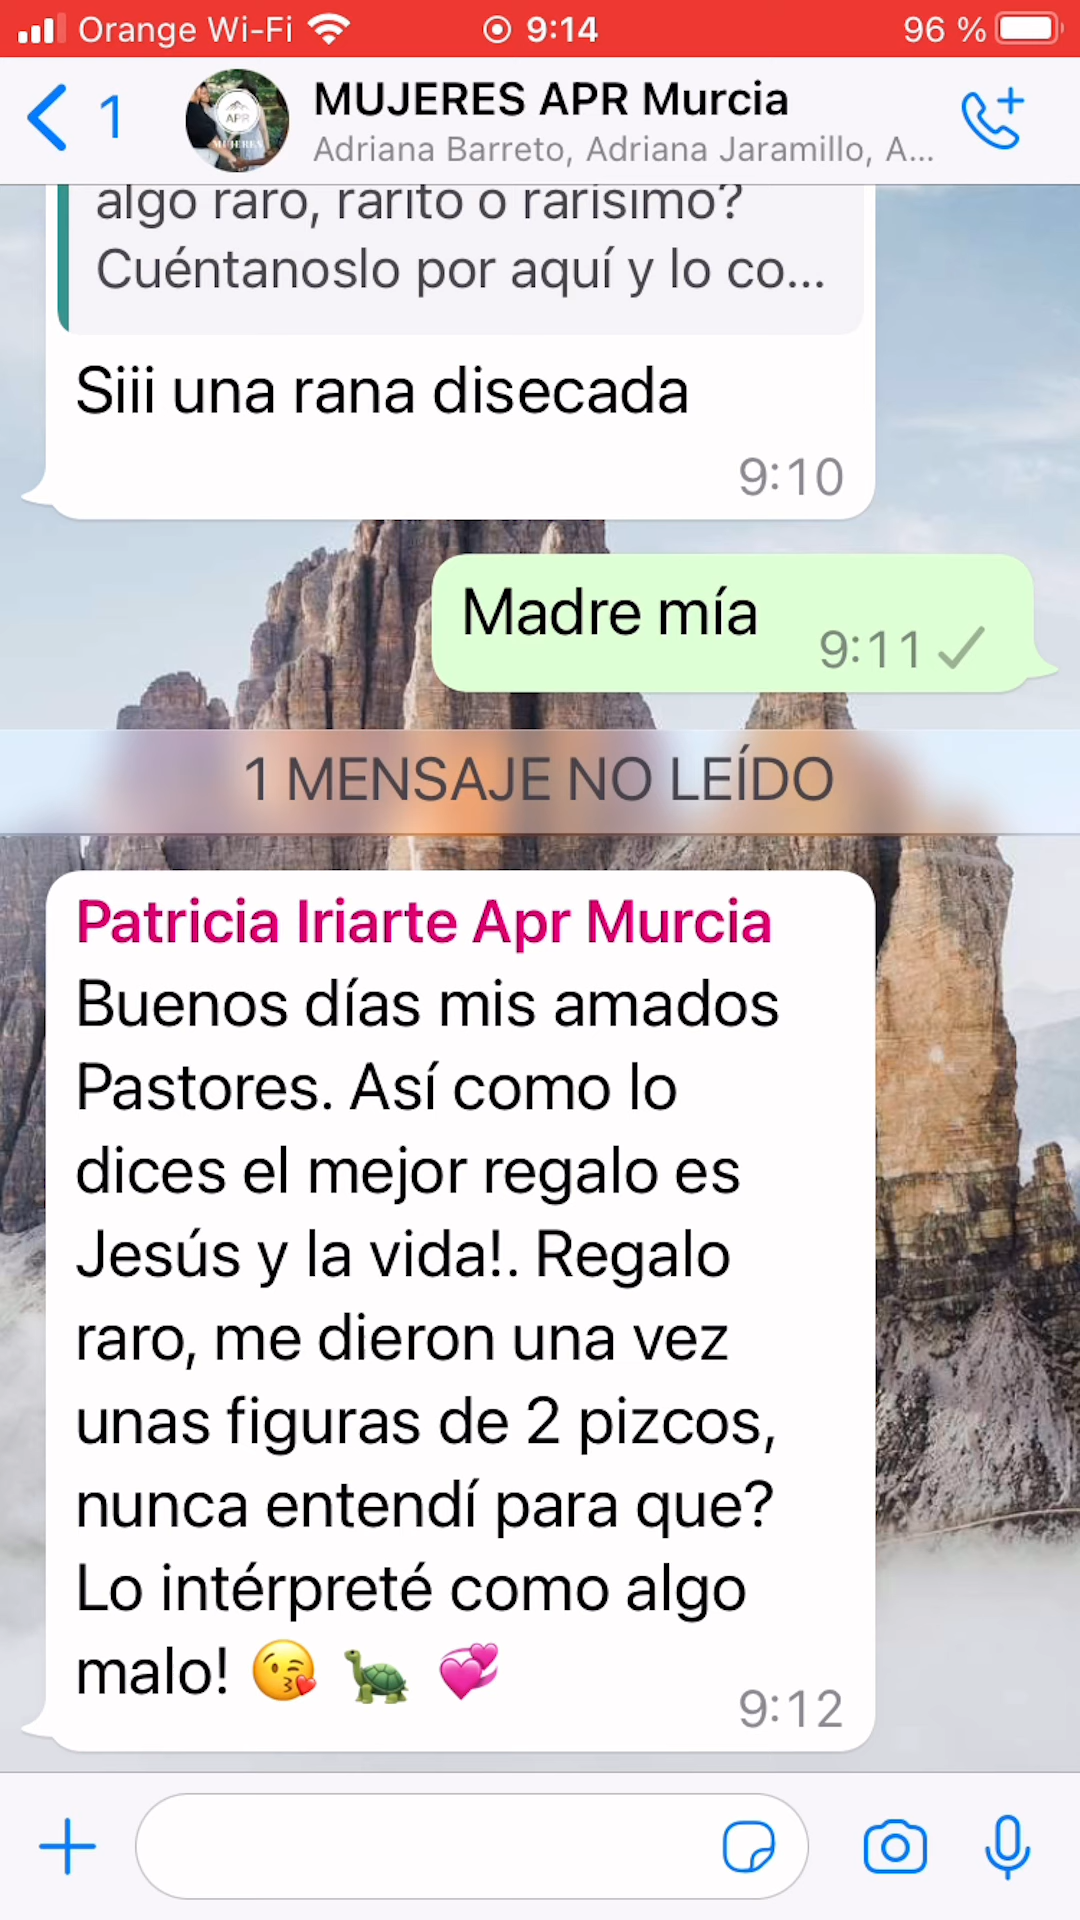 Orange Wi-Fi 9:14 96 %
1
MUJERES APR Murcia
Adriana Barreto, Adriana Jaramillo, A...
APR
MUJERES
algo raro, rarito o rarísimo?
Cuéntanoslo por aquí y lo co...
Siii una rana disecada
9:10
Madre mía
9:11
1 MENSAJE NO LEÍDO
Patricia Iriarte Apr Murcia
Buenos días mis amados
Pastores. Así como lo
dices el mejor regalo es
Jesús y la vida!. Regalo
raro, me dieron una vez
unas figuras de 2 pizcos,
nunca entendí para que?
Lo intérpreté como algo
malo! 😘 🐢 💞
9:12